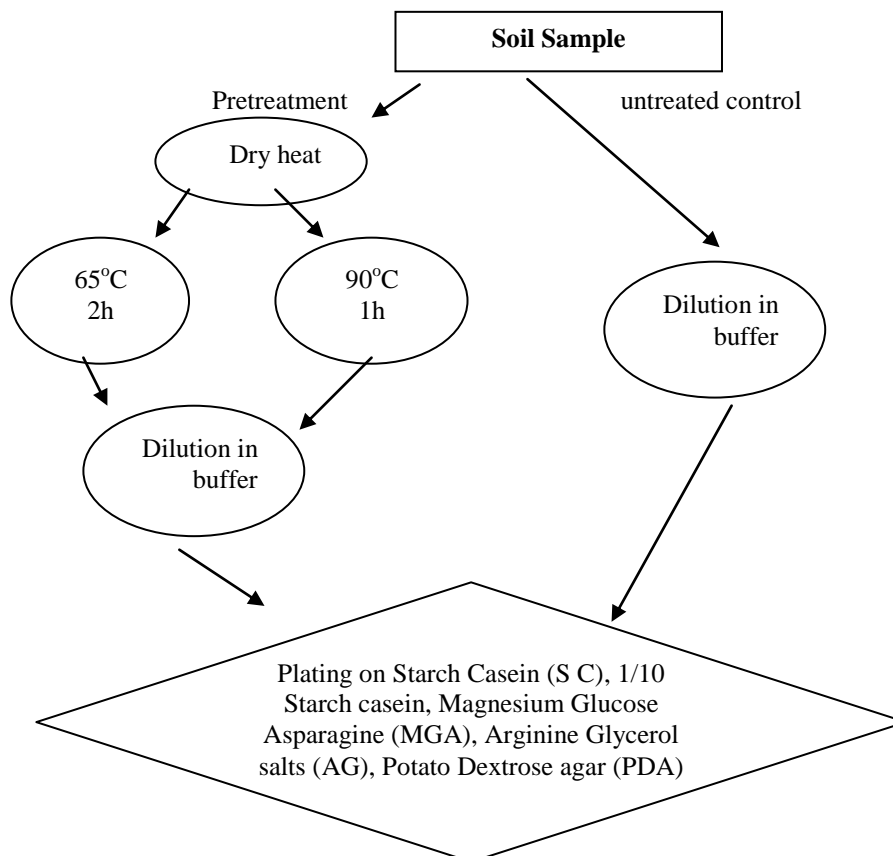 Soil Sample
Pretreatment
untreated control
Dry heat
65°C
2h
90°C
1h
Dilution in
buffer
Dilution in
buffer
Plating on Starch Casein (S C), 1/10
Starch casein, Magnesium Glucose
Asparagine (MGA), Arginine Glycerol
salts (AG), Potato Dextrose agar (PDA)